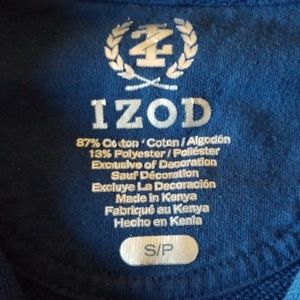 IZOD
87% Cotton / Coton / Algodón
13% Polyester / Poliéster
Exclusive of Decoration
Sauf Décoration
Excluye La Decoración
Made in Kenya
Fabriqué au Kenya
Hecho en Kenia
S/P